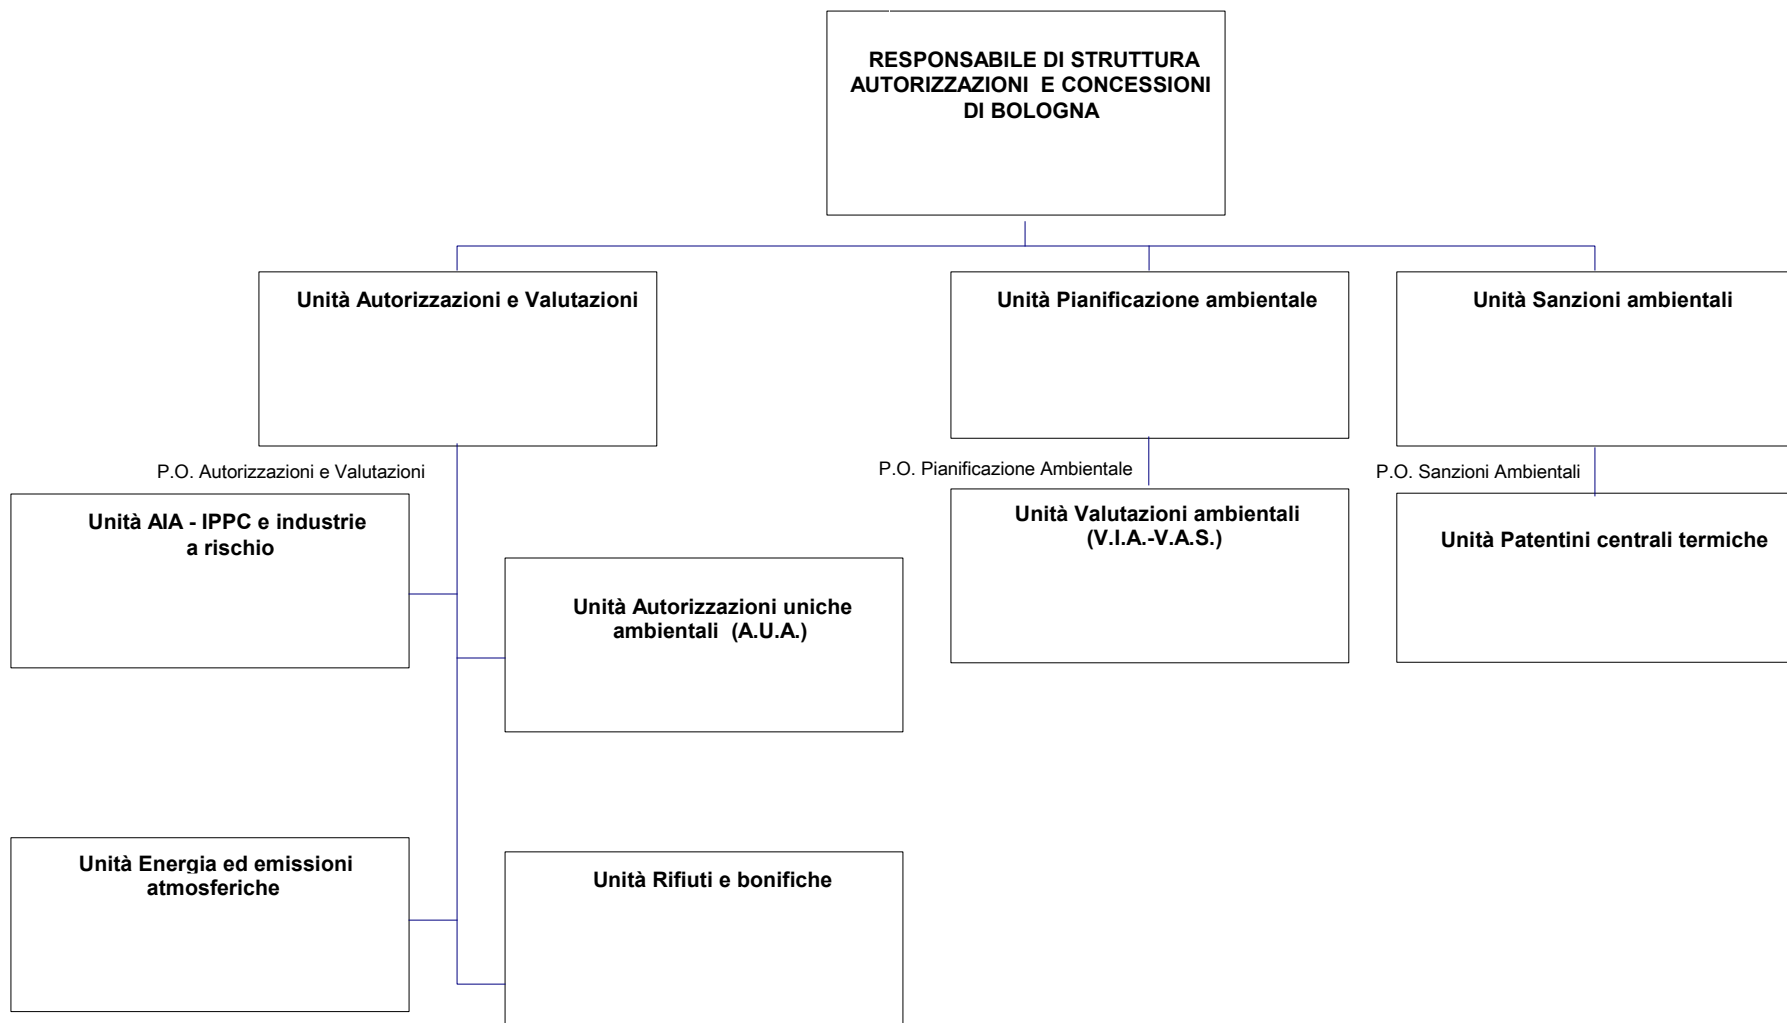 RESPONSABILE DI STRUTTURA
AUTORIZZAZIONI E CONCESSIONI
DI BOLOGNA
Unità Autorizzazioni e Valutazioni
Unità Pianificazione ambientale
Unità Sanzioni ambientali
P.O. Autorizzazioni e Valutazioni
P.O. Pianificazione Ambientale
P.O. Sanzioni Ambientali
Unità AIA - IPPC e industrie
a rischio
Unità Valutazioni ambientali
(V.I.A.-V.A.S.)
Unità Patentini centrali termiche
Unità Autorizzazioni uniche
ambientali (A.U.A.)
Unità Energia ed emissioni
atmosferiche
Unità Rifiuti e bonifiche